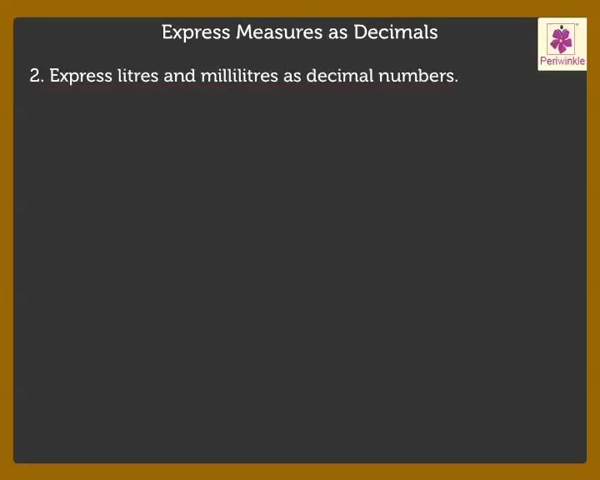 Express Measures as Decimals
2. Express litres and millilitres as decimal numbers.
Periwinkle